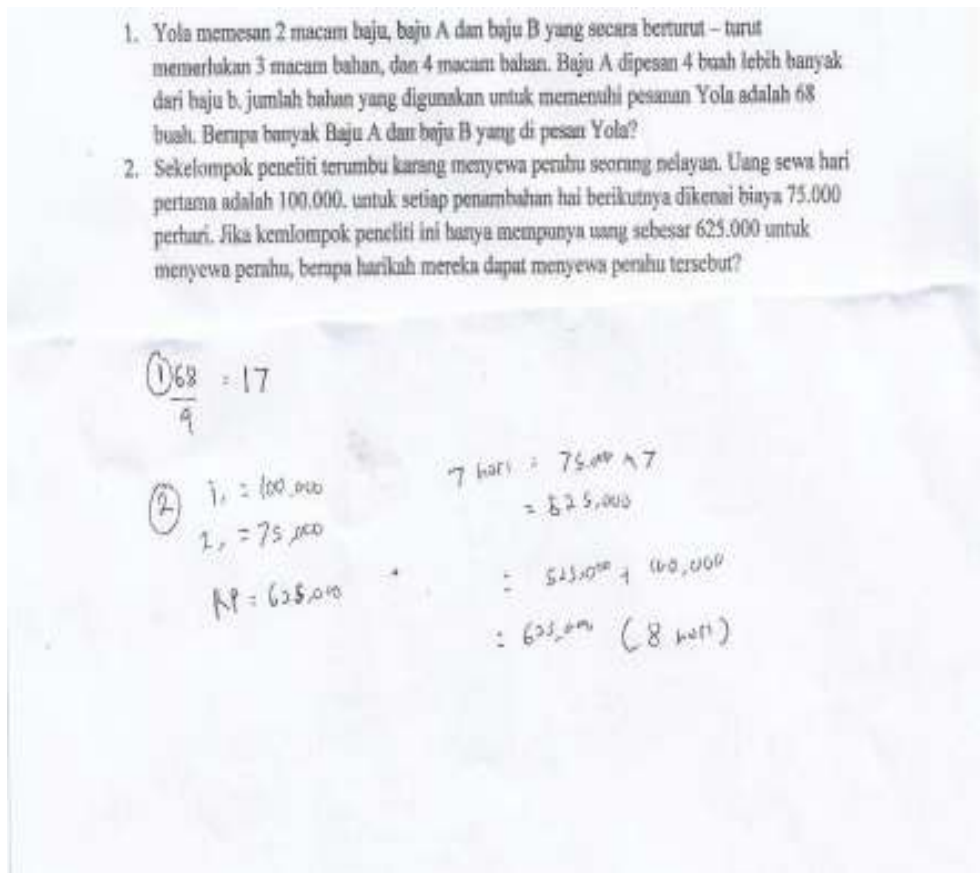 1. Yola memesan 2 macam baju, baju A dan baju B yang secara berturut – turut
memerlukan 3 macam bahan, dan 4 macam bahan. Baju A dipesan 4 buah lebih banyak
dari baju b. jumlah bahan yang digunakan untuk memenuhi pesanan Yola adalah 68
buah. Berapa banyak Baju A dan baju B yang di pesan Yola?
2. Sekelompok peneliti terumbu karang menyewa perahu seorang nelayan. Uang sewa hari
pertama adalah 100.000. untuk setiap penambahan hai berikutnya dikenai biaya 75.000
perhari. Jika kemlompok peneliti ini hanya mempunya uang sebesar 625.000 untuk
menyewa perahu, berapa harikah mereka dapat menyewa perahu tersebut?
① 68 = 17
4
② 1. = 100.000
2. = 75.000
RP = 625,000
7 hari = 75.000 x 7
= 525,000
= 525.000 + 100,000
= 625,000 (8 hari)